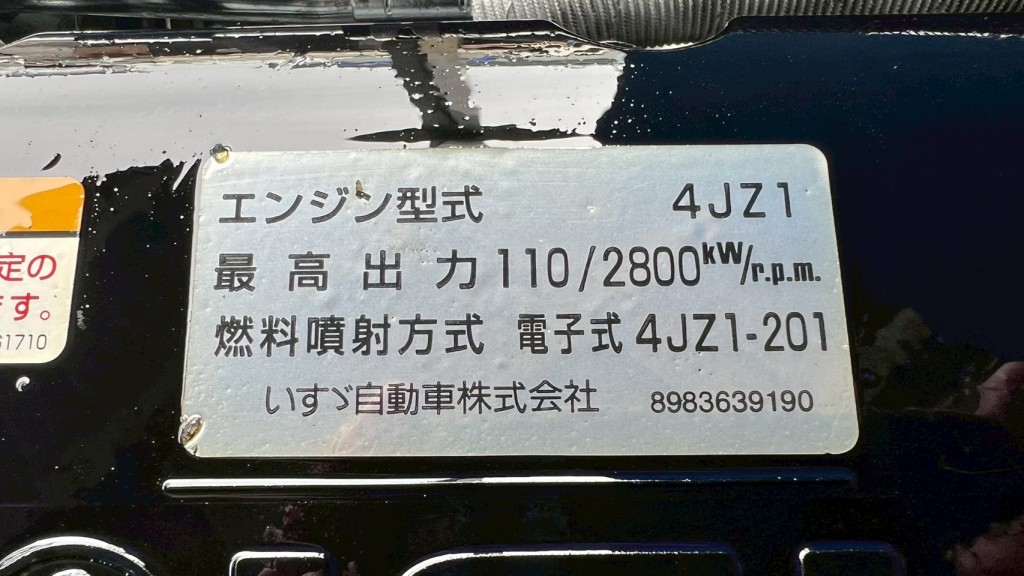 エンジン型式 4JZ1
最高出力 110/2800kW/r.p.m.
燃料噴射方式 電子式 4JZ1-201
いすゞ自動車株式会社 8983639190
定の
ます。
61710